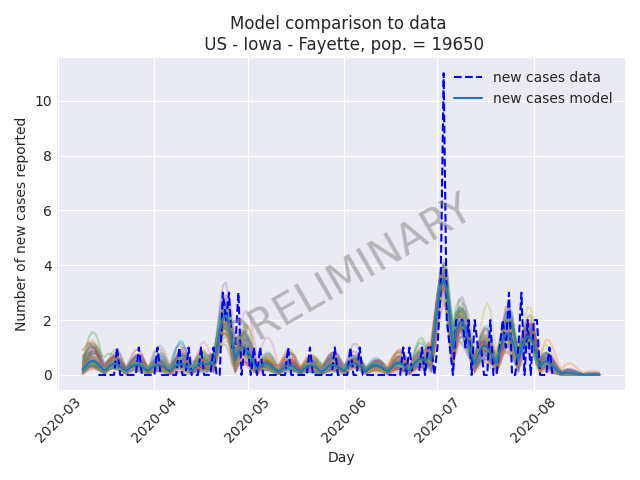 Model comparison to data
US - Iowa - Fayette, pop. = 19650
new cases data
new cases model
Number of new cases reported
10
8
6
4
2
0
PRELIMINARY
2020-03
2020-04
2020-05
2020-06
2020-07
2020-08
Day